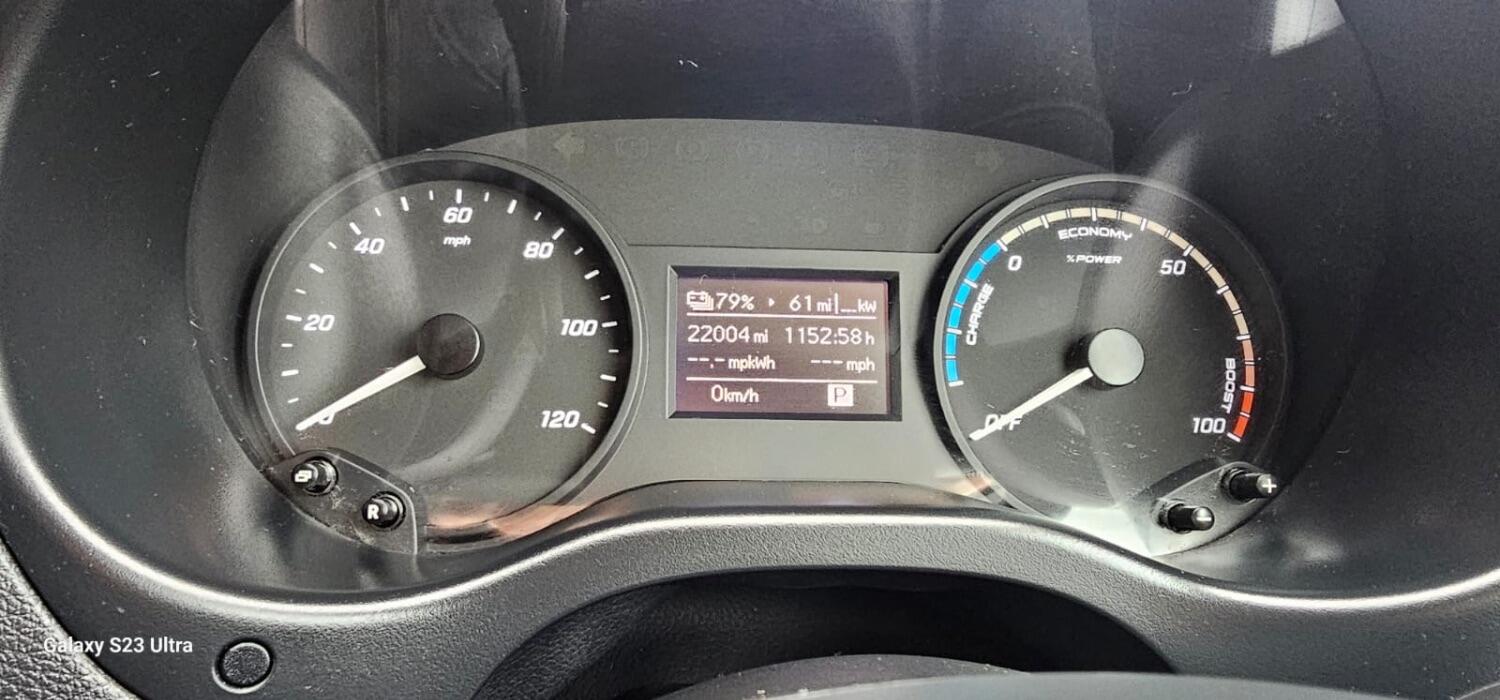 60
mph
40
80
20
100
0
120
R
79% 61 mi __kW
22004 mi 1152:58 h
--.- mpkWh --- mph
0km/h P
ECONOMY
% POWER
0
50
CHARGE
BOOST
OFF
100
+
-
Galaxy S23 Ultra